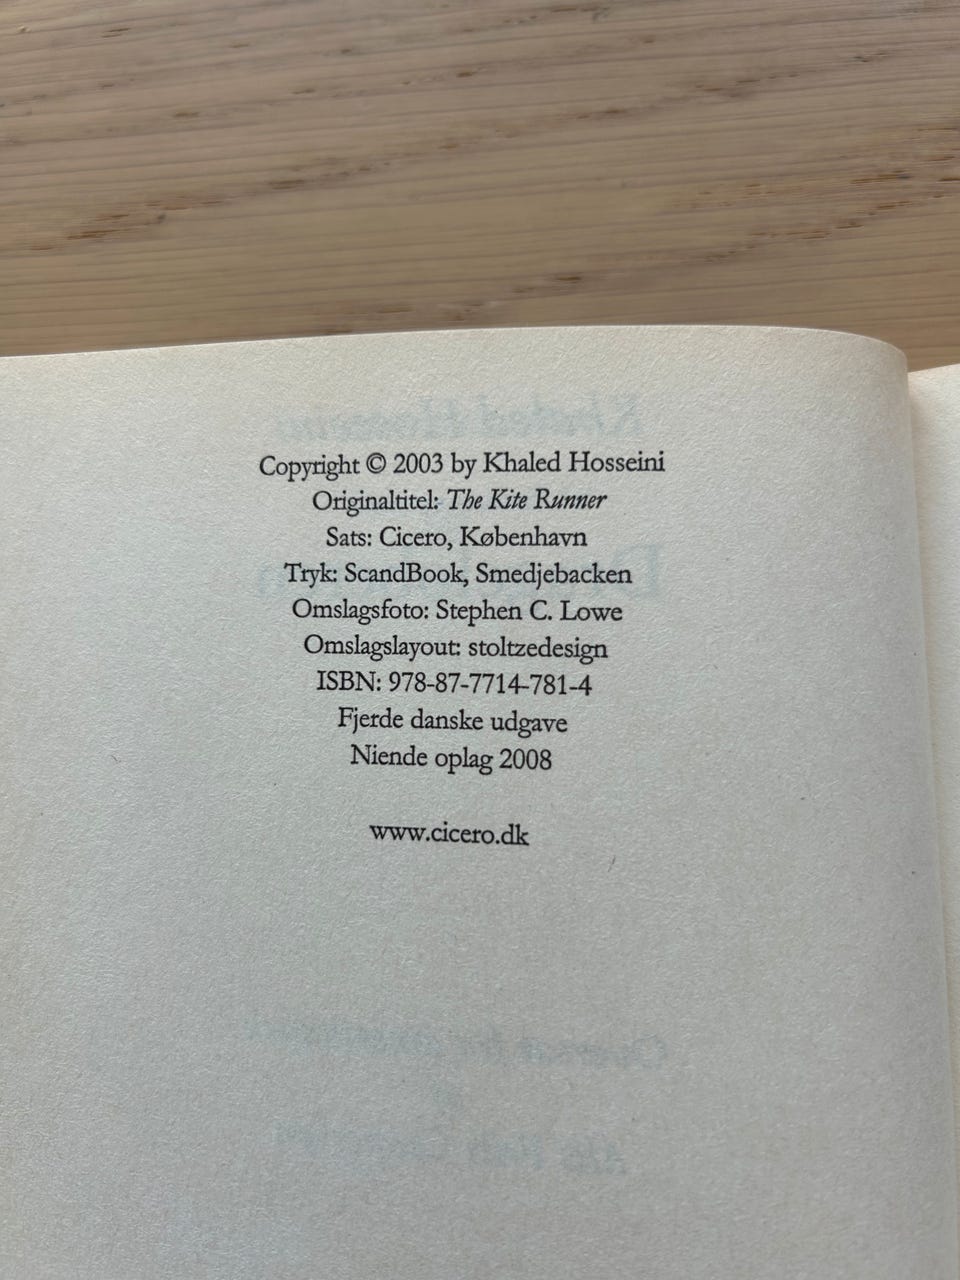 Copyright © 2003 by Khaled Hosseini
Originaltitel: The Kite Runner
Sats: Cicero, København
Tryk: ScandBook, Smedjebacken
Omslagsfoto: Stephen C. Lowe
Omslagslayout: stoltzedesign
ISBN: 978-87-7714-781-4
Fjerde danske udgave
Niende oplag 2008
www.cicero.dk